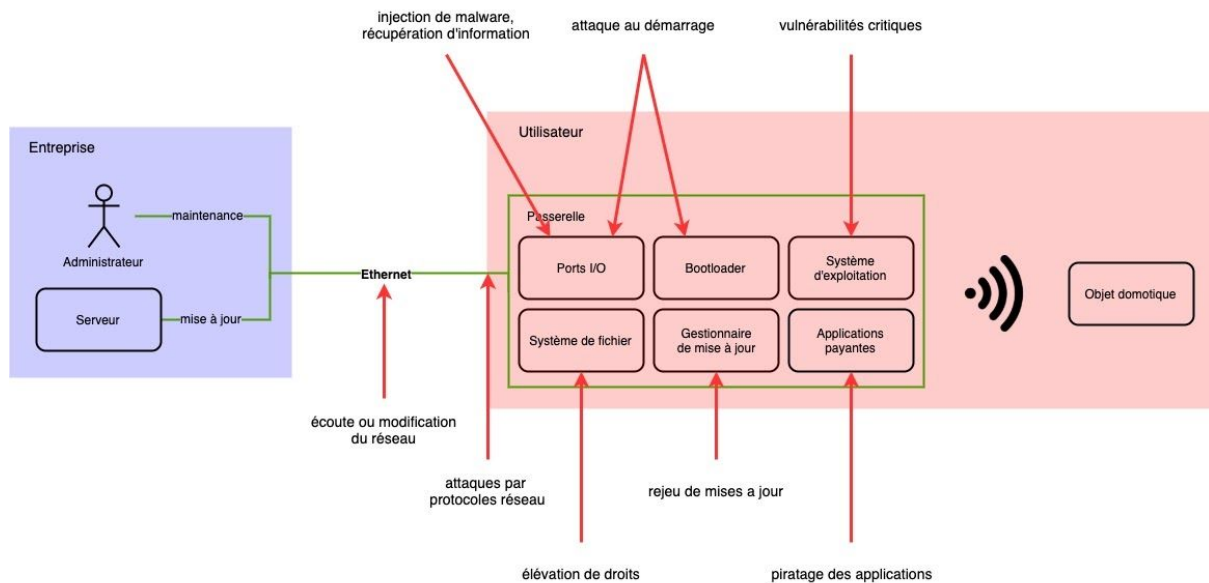 injection de malware,
récupération d'information
attaque au démarrage
vulnérabilités critiques
Utilisateur
Entreprise
Passerelle
maintenance
Administrateur
Ports I/O
Bootloader
Système
d'exploitation
Ethernet
Objet domotique
Serveur
mise à jour
Système de fichier
Gestionnaire
de mise à jour
Applications
payantes
écoute ou modification
du réseau
attaques par
protocoles réseau
rejeu de mises a jour
élévation de droits
piratage des applications